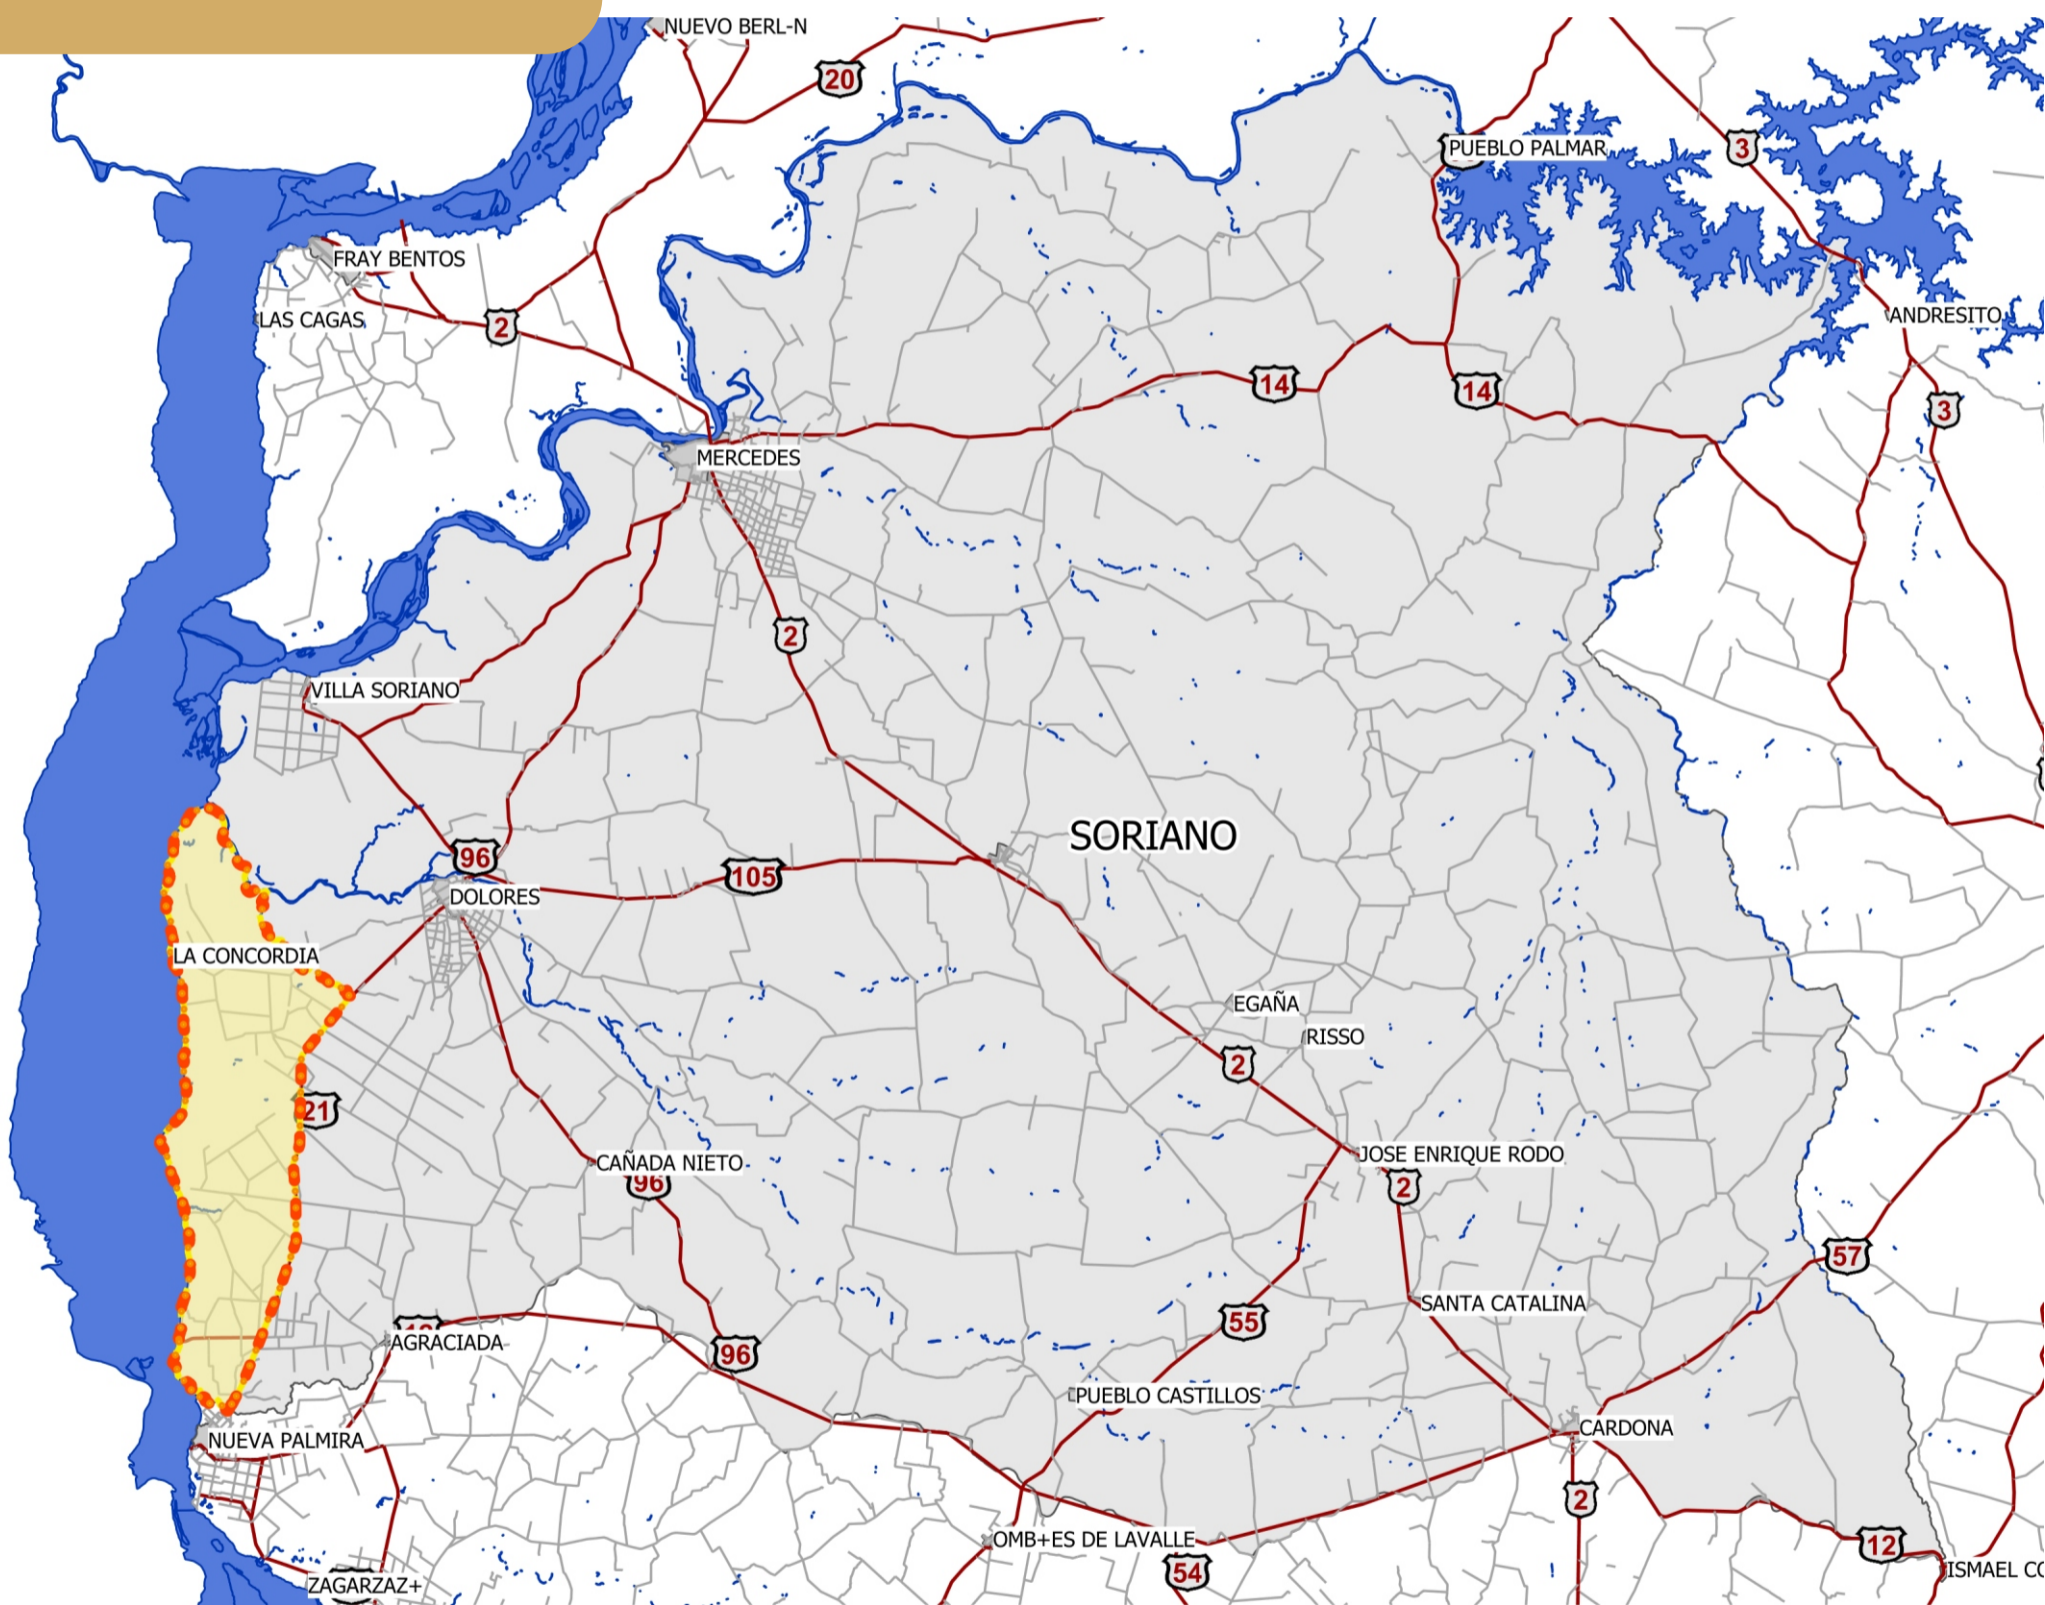 NUEVO BERL-N
20
PUEBLO PALMAR
3
FRAY BENTOS
LAS CAGAS
2
ANDRESITO
14
14
3
MERCEDES
2
VILLA SORIANO
SORIANO
96
105
DOLORES
LA CONCORDIA
EGAÑA
RISSO
2
21
JOSE ENRIQUE RODO
CAÑADA NIETO
96
2
57
SANTA CATALINA
55
AGRACIADA
96
PUEBLO CASTILLOS
CARDONA
NUEVA PALMIRA
2
OMB+ES DE LAVALLE
12
54
ISMAEL CO
ZAGARZAZ+